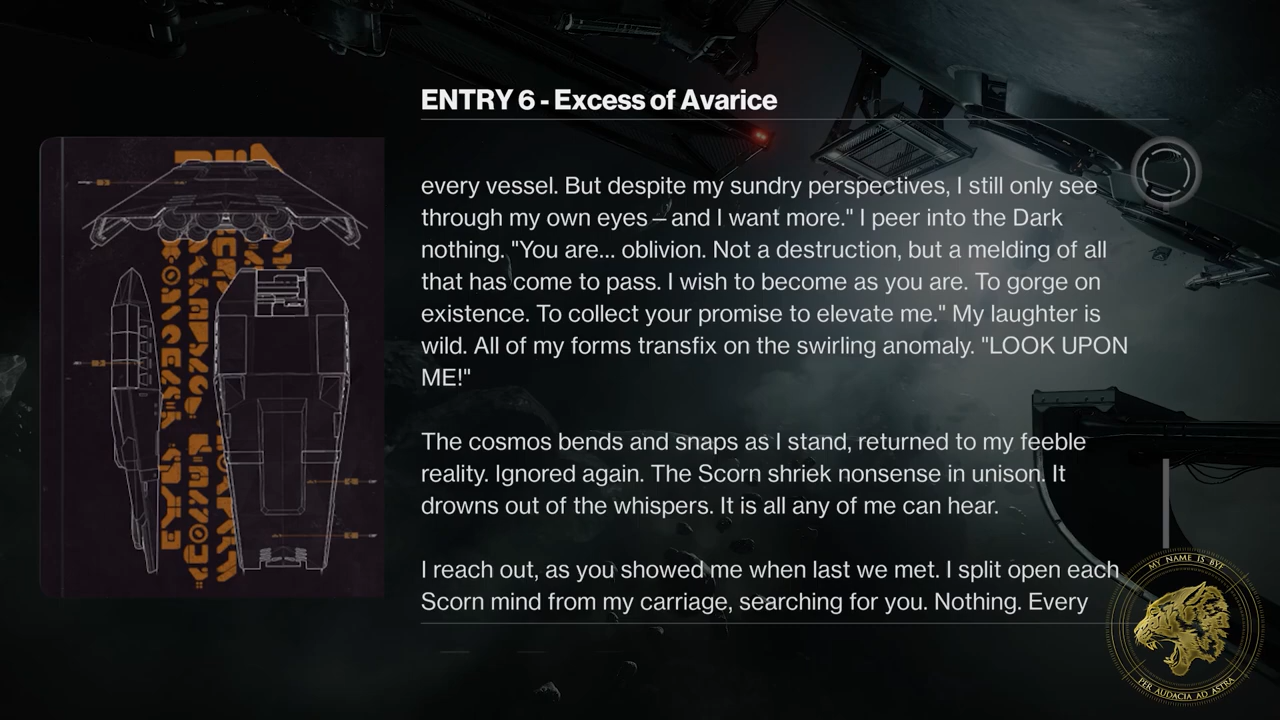 ENTRY 6 - Excess of Avarice
every vessel. But despite my sundry perspectives, I still only see
through my own eyes – and I want more." I peer into the Dark
nothing. "You are... oblivion. Not a destruction, but a melding of all
that has come to pass. I wish to become as you are. To gorge on
existence. To collect your promise to elevate me." My laughter is
wild. All of my forms transfix on the swirling anomaly. "LOOK UPON
ME!"
The cosmos bends and snaps as I stand, returned to my feeble
reality. Ignored again. The Scorn shriek nonsense in unison. It
drowns out of the whispers. It is all any of me can hear.
I reach out, as you showed me when last we met. I split open each
Scorn mind from my carriage, searching for you. Nothing. Every
MY NAME IS BYF
PER AUDACIA AD ASTRA